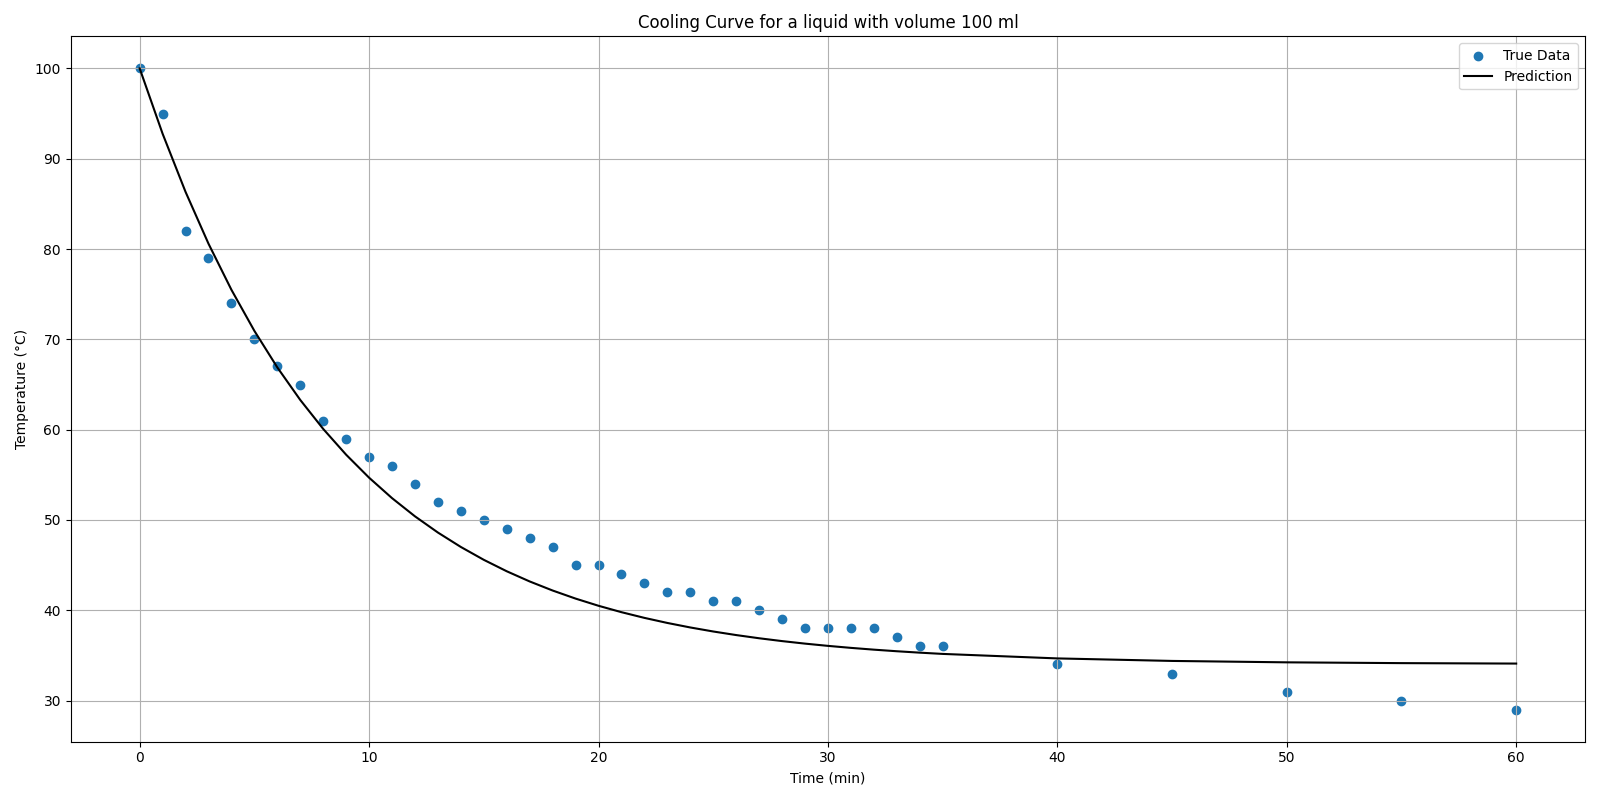 Cooling Curve for a liquid with volume 100 ml
True Data
Prediction
Temperature (°C)
100
90
80
70
60
50
40
30
0 10 20 30 40 50 60
Time (min)